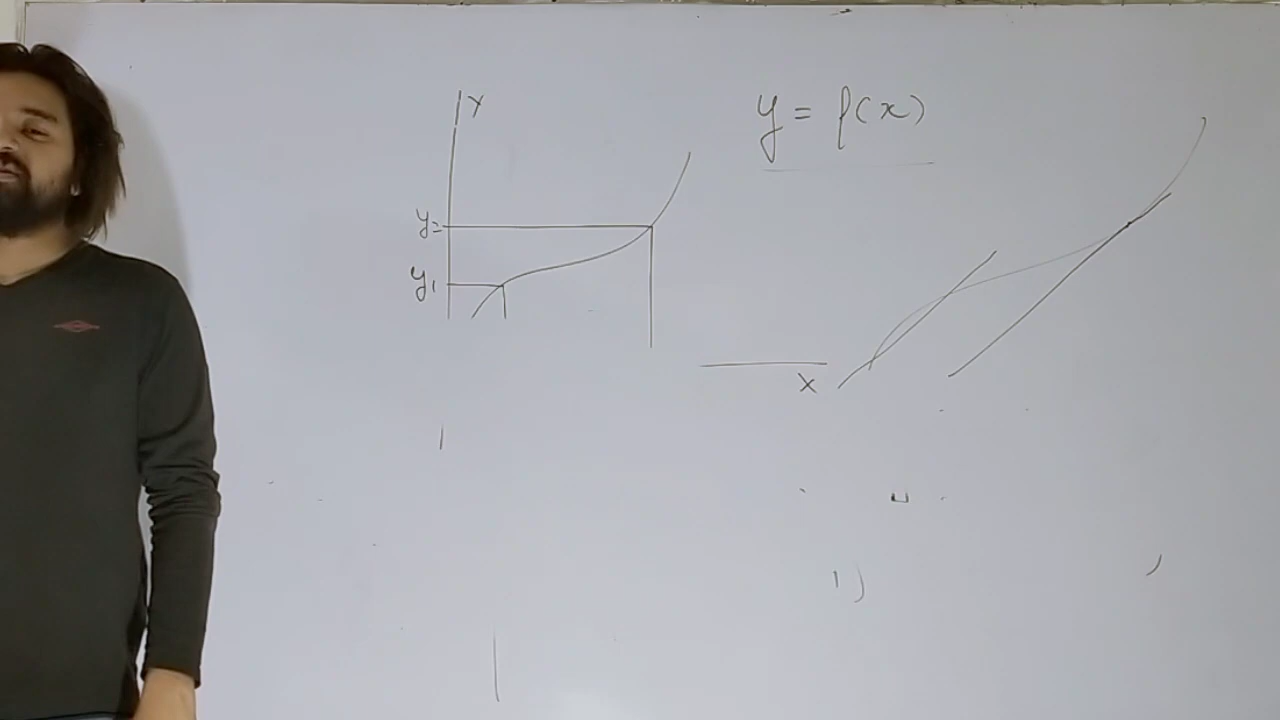 Y
y = f(x)
y2
y1
X